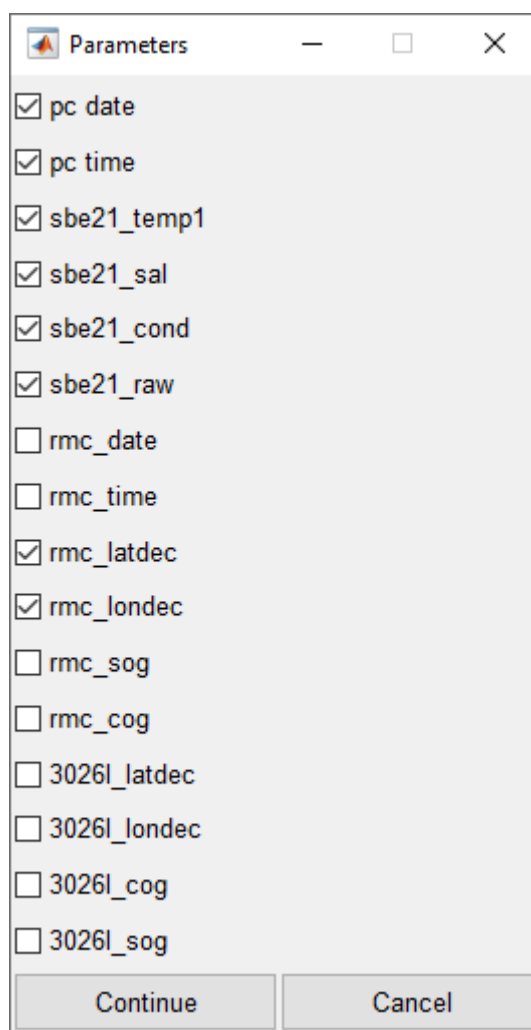 Parameters
pc date
pc time
sbe21_temp1
sbe21_sal
sbe21_cond
sbe21_raw
rmc_date
rmc_time
rmc_latdec
rmc_londec
rmc_sog
rmc_cog
3026l_latdec
3026l_londec
3026l_cog
3026l_sog
Continue Cancel